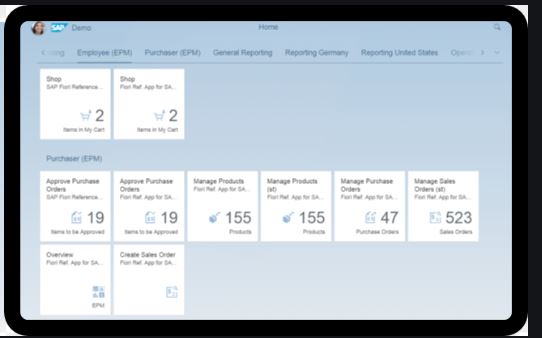 SAP Demo
Home
Employee (EPM) Purchaser (EPM) General Reporting Reporting Germany Reporting United States
Shop
SAP Fiori Reference...
2
Items in My Cart
Shop
Fiori Ref. App for SA...
2
Items in My Cart
Purchaser (EPM)
Approve Purchase
Orders
SAP Fiori Reference...
19
Items to be Approved
Approve Purchase
Orders
Fiori Ref. App for SA...
19
Items to be Approved
Manage Products
Fiori Ref. App for SA...
155
Products
Manage Products
(st)
Fiori Ref. App for SA...
155
Products
Manage Purchase
Orders
Fiori Ref. App for SA...
47
Purchase Orders
Manage Sales
Orders (st)
Fiori Ref. App for SA...
523
Sales Orders
Overview
Fiori Ref. App for SA...
EPM
Create Sales Order
Fiori Ref. App for SA...